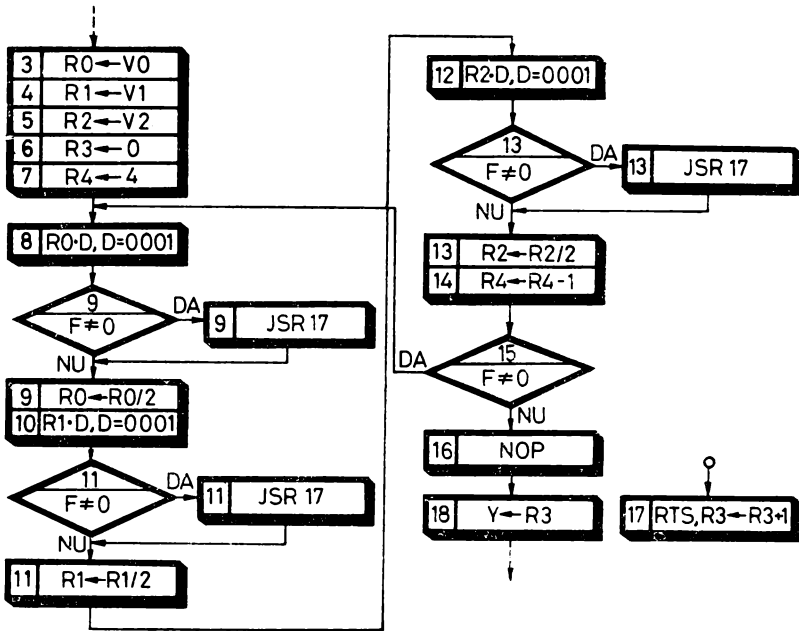 3 R0←V0
4 R1←V1
5 R2←V2
6 R3←0
7 R4←4
8 R0·D,D=0001
9
F≠0
DA
9 JSR 17
NU
9 R0←R0/2
10 R1·D,D=0001
11
F≠0
DA
11 JSR 17
NU
11 R1←R1/2
12 R2·D,D=0001
13
F≠0
DA
13 JSR 17
NU
13 R2←R2/2
14 R4←R4-1
15
F≠0
DA
NU
16 NOP
18 Y←R3
17 RTS,R3←R3+1